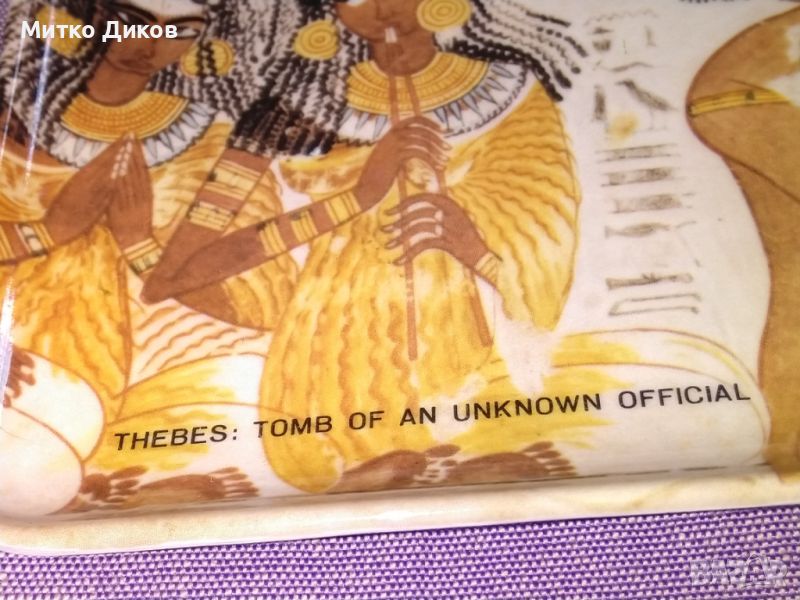 Митко Диков
THEBES: TOMB OF AN UNKNOWN OFFICIAL